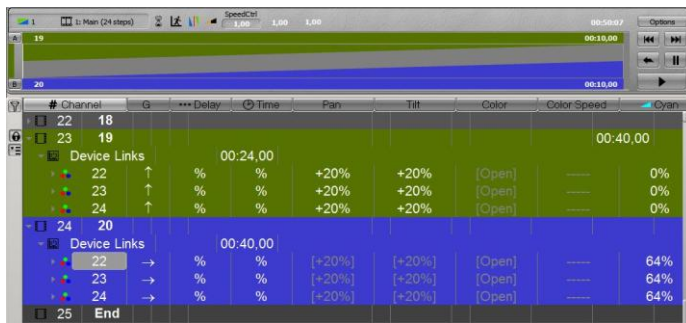 SpeedCtrl
1 1: Main (24 steps) 1,00 1,00 1,00 00:50:07 Options
A 19 00:10,00
B 20 00:10,00
# Channel G ••• Delay Time Pan Tilt Color Color Speed Cyan
22 18
23 19 00:40,00
Device Links 00:24,00
22 ↑ % % +20% +20% [Open] ----- 0%
23 ↑ % % +20% +20% [Open] ----- 0%
24 ↑ % % +20% +20% [Open] ----- 0%
24 20
Device Links 00:40,00
22 → % % [+20%] [+20%] [Open] ----- 64%
23 → % % [+20%] [+20%] [Open] ----- 64%
24 → % % [+20%] [+20%] [Open] ----- 64%
25 End